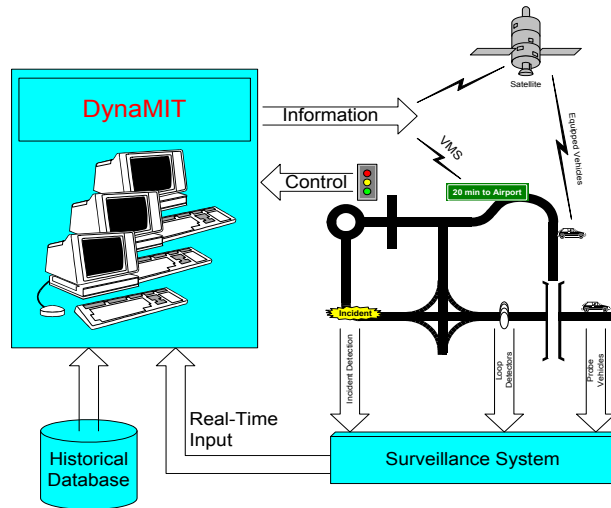 DynaMIT
Information
Satellite
Equipped Vehicles
VMS
Control
20 min to Airport
Incident
Incident Detection
Loop
Detectors
Probe
Vehicles
Real-Time
Input
Historical
Database
Surveillance System